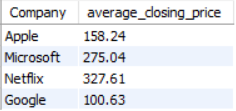 Company average_closing_price
Apple 158.24
Microsoft 275.04
Netflix 327.61
Google 100.63